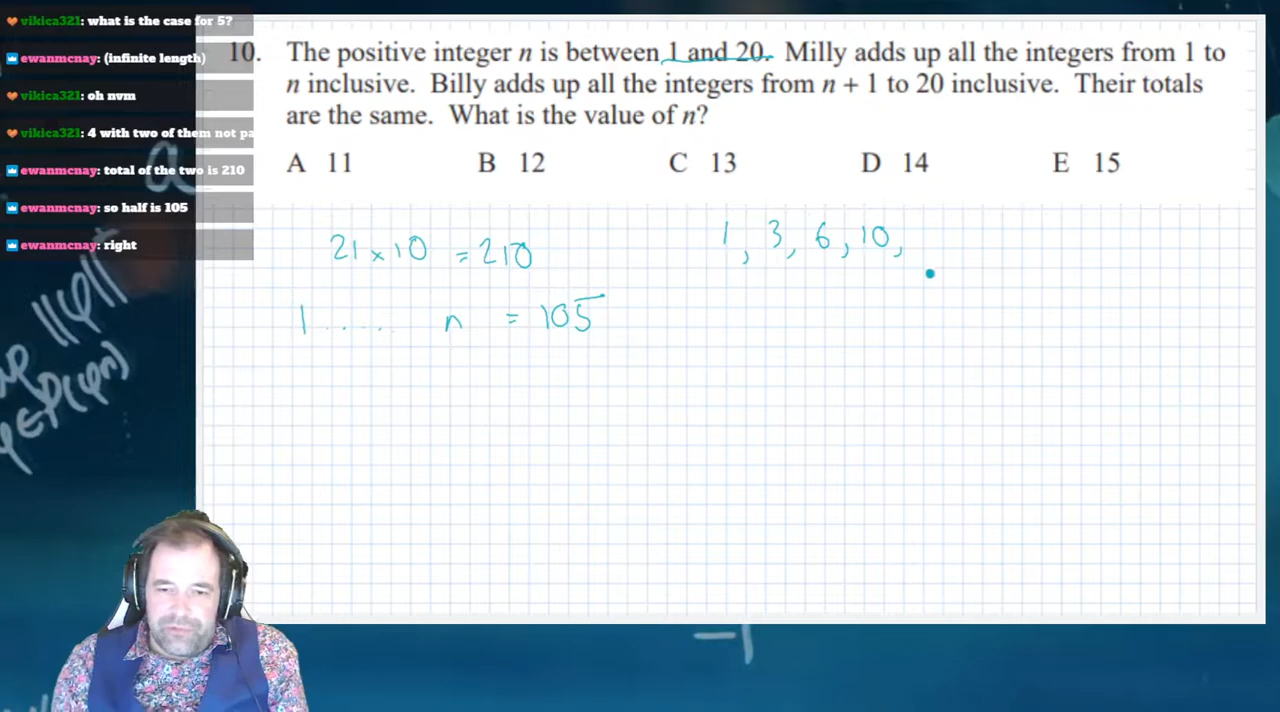 vikica321: what is the case for 5?
ewanmcnay: (infinite length)
vikica321: oh nvm
vikica321: 4 with two of them not pa
ewanmcnay: total of the two is 210
ewanmcnay: so half is 105
ewanmcnay: right
10. The positive integer n is between 1 and 20. Milly adds up all the integers from 1 to
n inclusive. Billy adds up all the integers from n + 1 to 20 inclusive. Their totals
are the same. What is the value of n?
A 11 B 12 C 13 D 14 E 15
21 × 10 = 210
1, 3, 6, 10,
1 ...... n = 105
||φ||
φ∈P(φⁿ)
-1